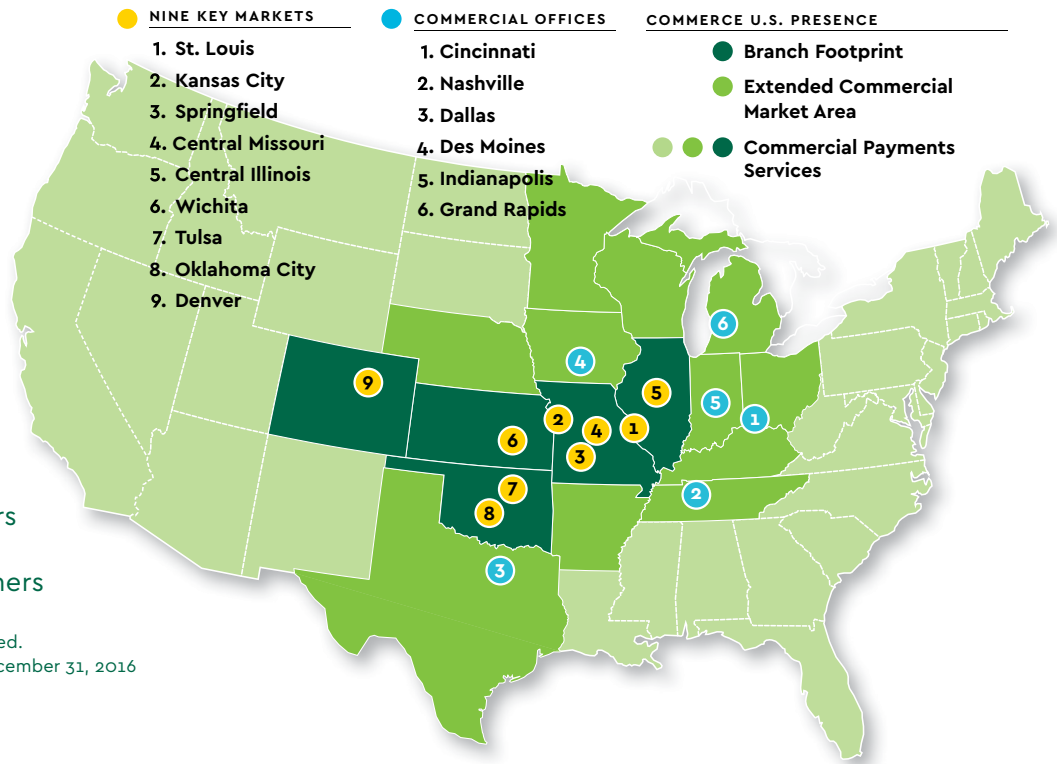 NINE KEY MARKETS
1. St. Louis
2. Kansas City
3. Springfield
4. Central Missouri
5. Central Illinois
6. Wichita
7. Tulsa
8. Oklahoma City
9. Denver
COMMERCIAL OFFICES
1. Cincinnati
2. Nashville
3. Dallas
4. Des Moines
5. Indianapolis
6. Grand Rapids
COMMERCE U.S. PRESENCE
Branch Footprint
Extended Commercial
Market Area
Commercial Payments
Services
6
4
9
5
5
1
2
4
1
6
3
7
2
8
3
rs
ners
ed.
cember 31, 2016